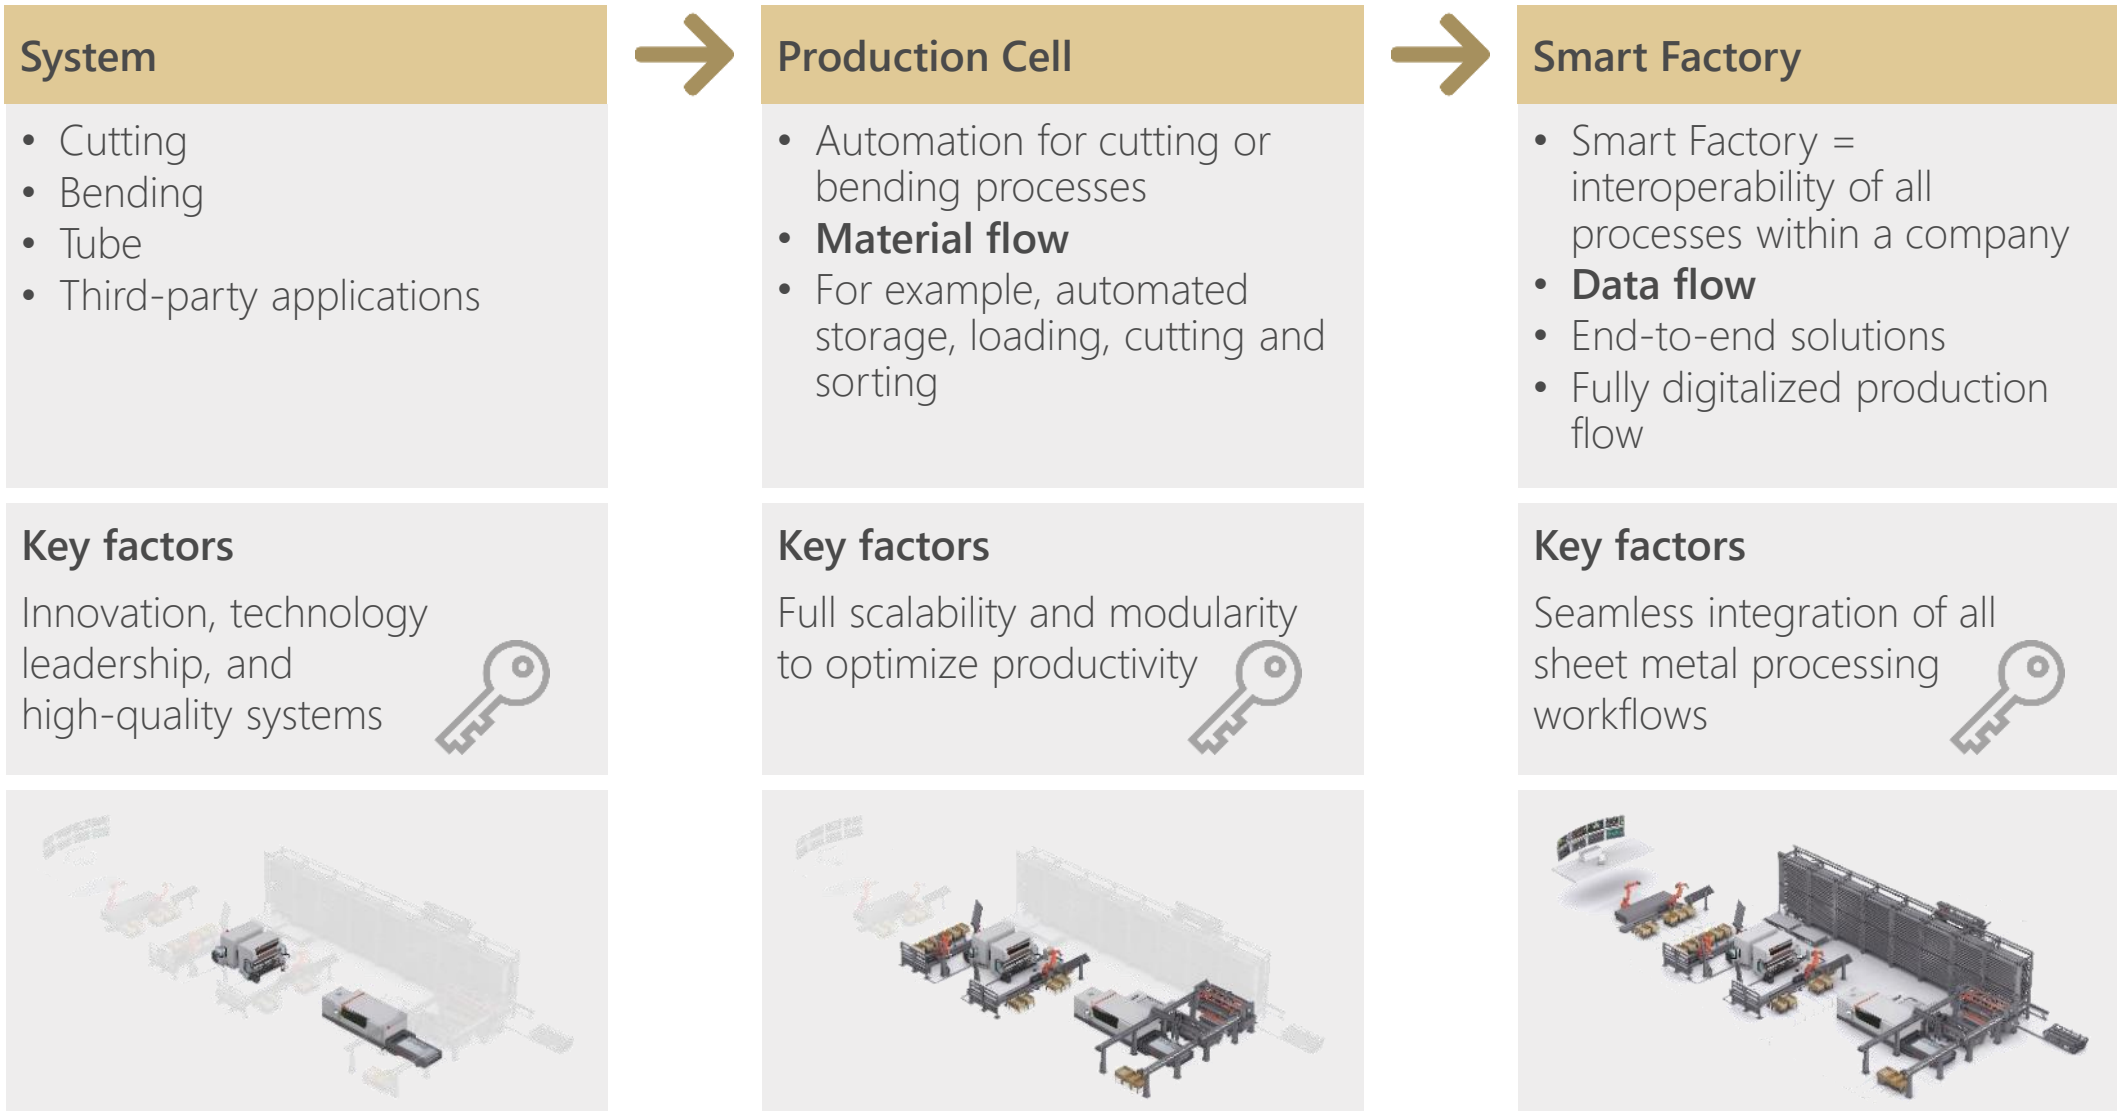 System
• Cutting
• Bending
• Tube
• Third-party applications
Key factors
Innovation, technology
leadership, and
high-quality systems
Production Cell
• Automation for cutting or
bending processes
• Material flow
• For example, automated
storage, loading, cutting and
sorting
Key factors
Full scalability and modularity
to optimize productivity
Smart Factory
• Smart Factory =
interoperability of all
processes within a company
• Data flow
• End-to-end solutions
• Fully digitalized production
flow
Key factors
Seamless integration of all
sheet metal processing
workflows